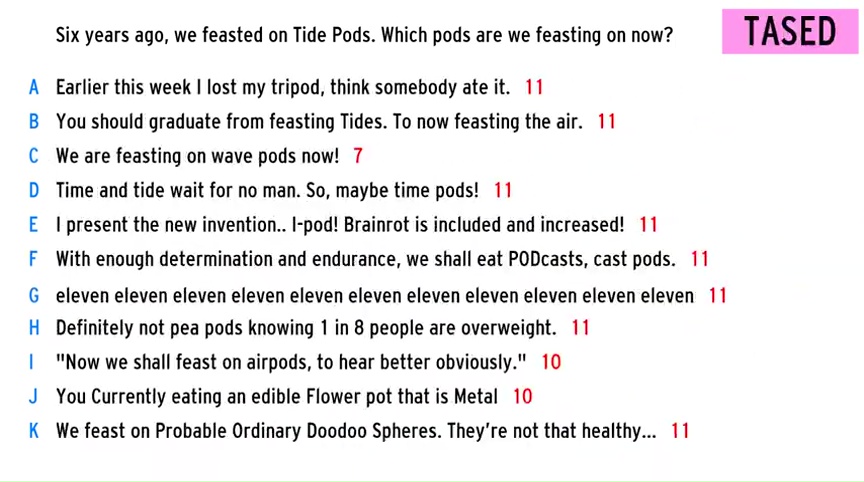 Six years ago, we feasted on Tide Pods. Which pods are we feasting on now?
TASED
A Earlier this week I lost my tripod, think somebody ate it. 11
B You should graduate from feasting Tides. To now feasting the air. 11
C We are feasting on wave pods now! 7
D Time and tide wait for no man. So, maybe time pods! 11
E I present the new invention.. I-pod! Brainrot is included and increased! 11
F With enough determination and endurance, we shall eat PODcasts, cast pods. 11
G eleven eleven eleven eleven eleven eleven eleven eleven eleven eleven eleven 11
H Definitely not pea pods knowing 1 in 8 people are overweight. 11
I "Now we shall feast on airpods, to hear better obviously." 10
J You Currently eating an edible Flower pot that is Metal 10
K We feast on Probable Ordinary Doodoo Spheres. They're not that healthy... 11